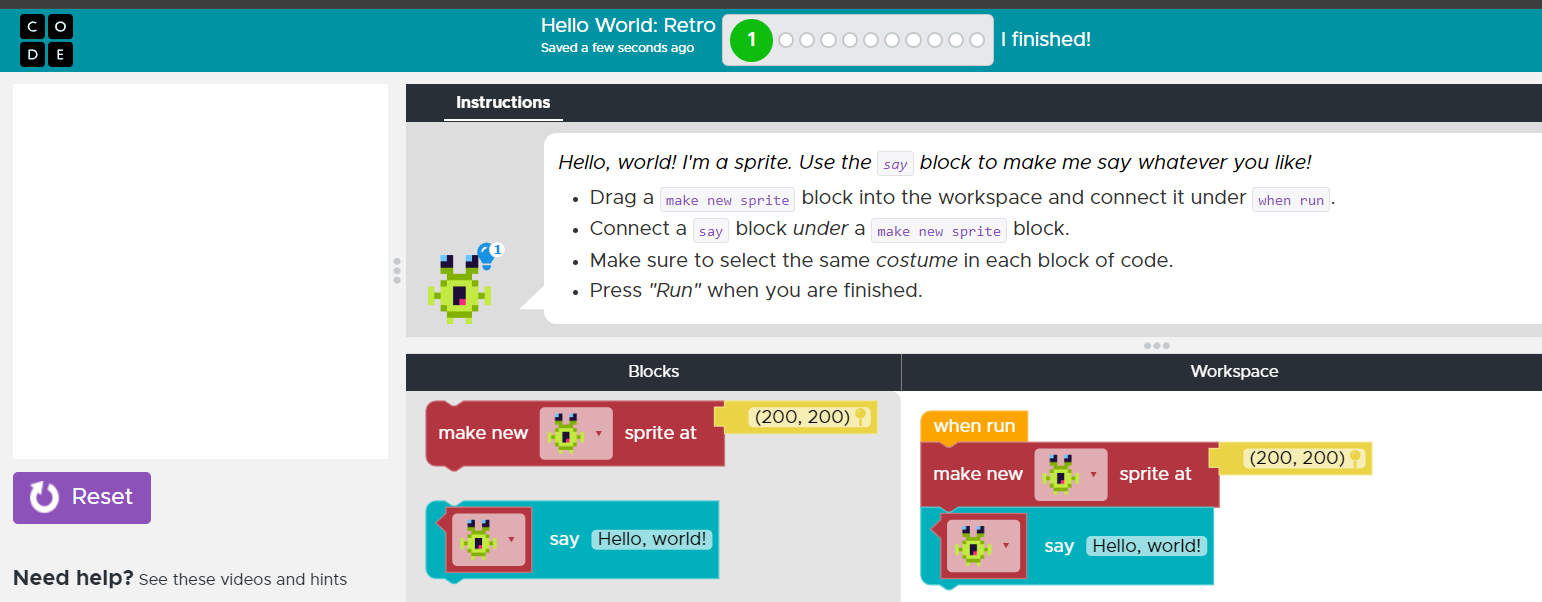 C O
D E
Hello World: Retro
Saved a few seconds ago
1
I finished!
Instructions
Hello, world! I'm a sprite. Use the say block to make me say whatever you like!
• Drag a make new sprite block into the workspace and connect it under when run.
• Connect a say block under a make new sprite block.
1
• Make sure to select the same costume in each block of code.
• Press "Run" when you are finished.
Blocks
Workspace
make new sprite at (200, 200)
say Hello, world!
when run
make new sprite at (200, 200)
say Hello, world!
Reset
Need help? See these videos and hints